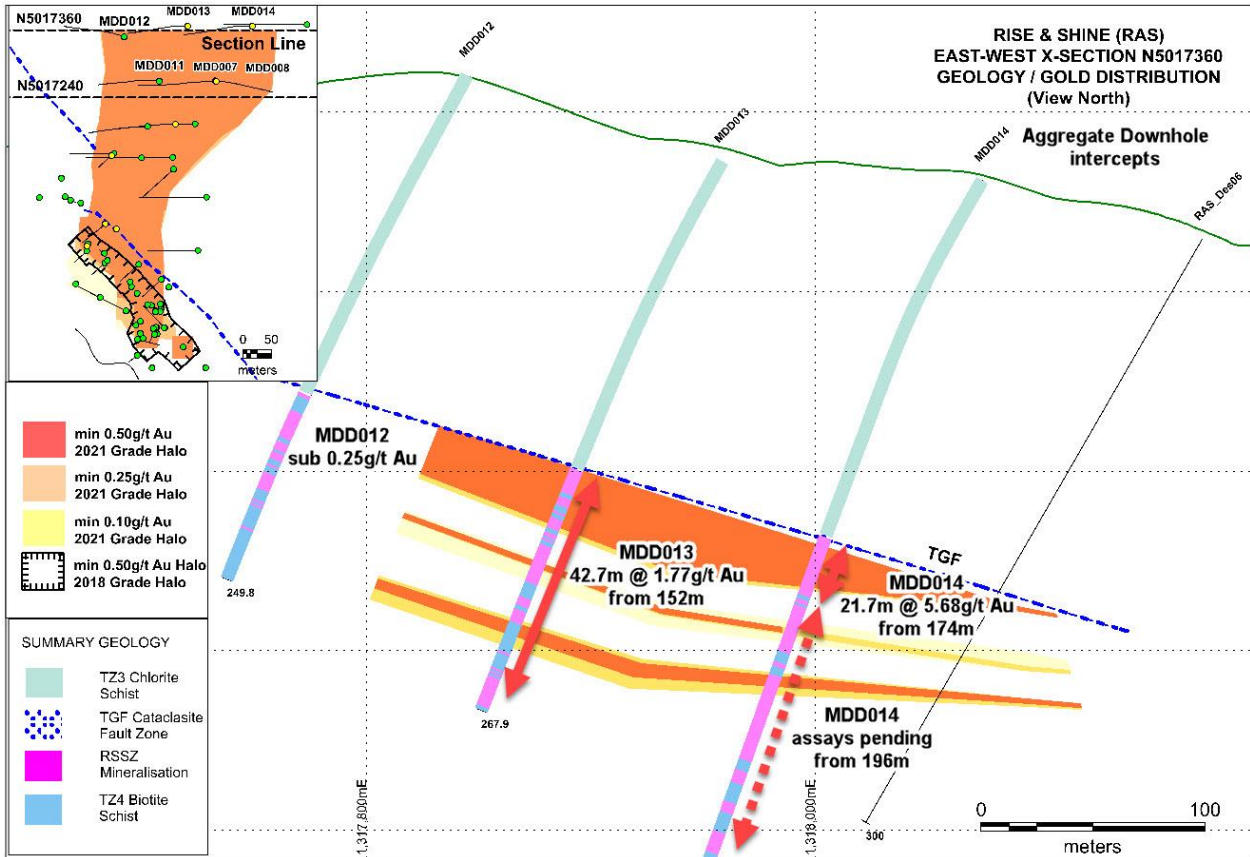 N5017360
MDD012
MDD013
MDD014
Section Line
MDD011
MDD007
MDD008
N5017240
0 50
meters
RISE & SHINE (RAS)
EAST-WEST X-SECTION N5017360
GEOLOGY / GOLD DISTRIBUTION
(View North)
Aggregate Downhole
intercepts
MDD012
MDD013
MDD014
RAS_Des06
min 0.50g/t Au
2021 Grade Halo
min 0.25g/t Au
2021 Grade Halo
min 0.10g/t Au
2021 Grade Halo
min 0.50g/t Au Halo
2018 Grade Halo
SUMMARY GEOLOGY
TZ3 Chlorite
Schist
TGF Cataclasite
Fault Zone
RSSZ
Mineralisation
TZ4 Biotite
Schist
MDD012
sub 0.25g/t Au
249.8
MDD013
42.7m @ 1.77g/t Au
from 152m
267.9
TGF
MDD014
21.7m @ 5.68g/t Au
from 174m
MDD014
assays pending
from 196m
1,317,800mE
1,318,000mE
300
0 100
meters